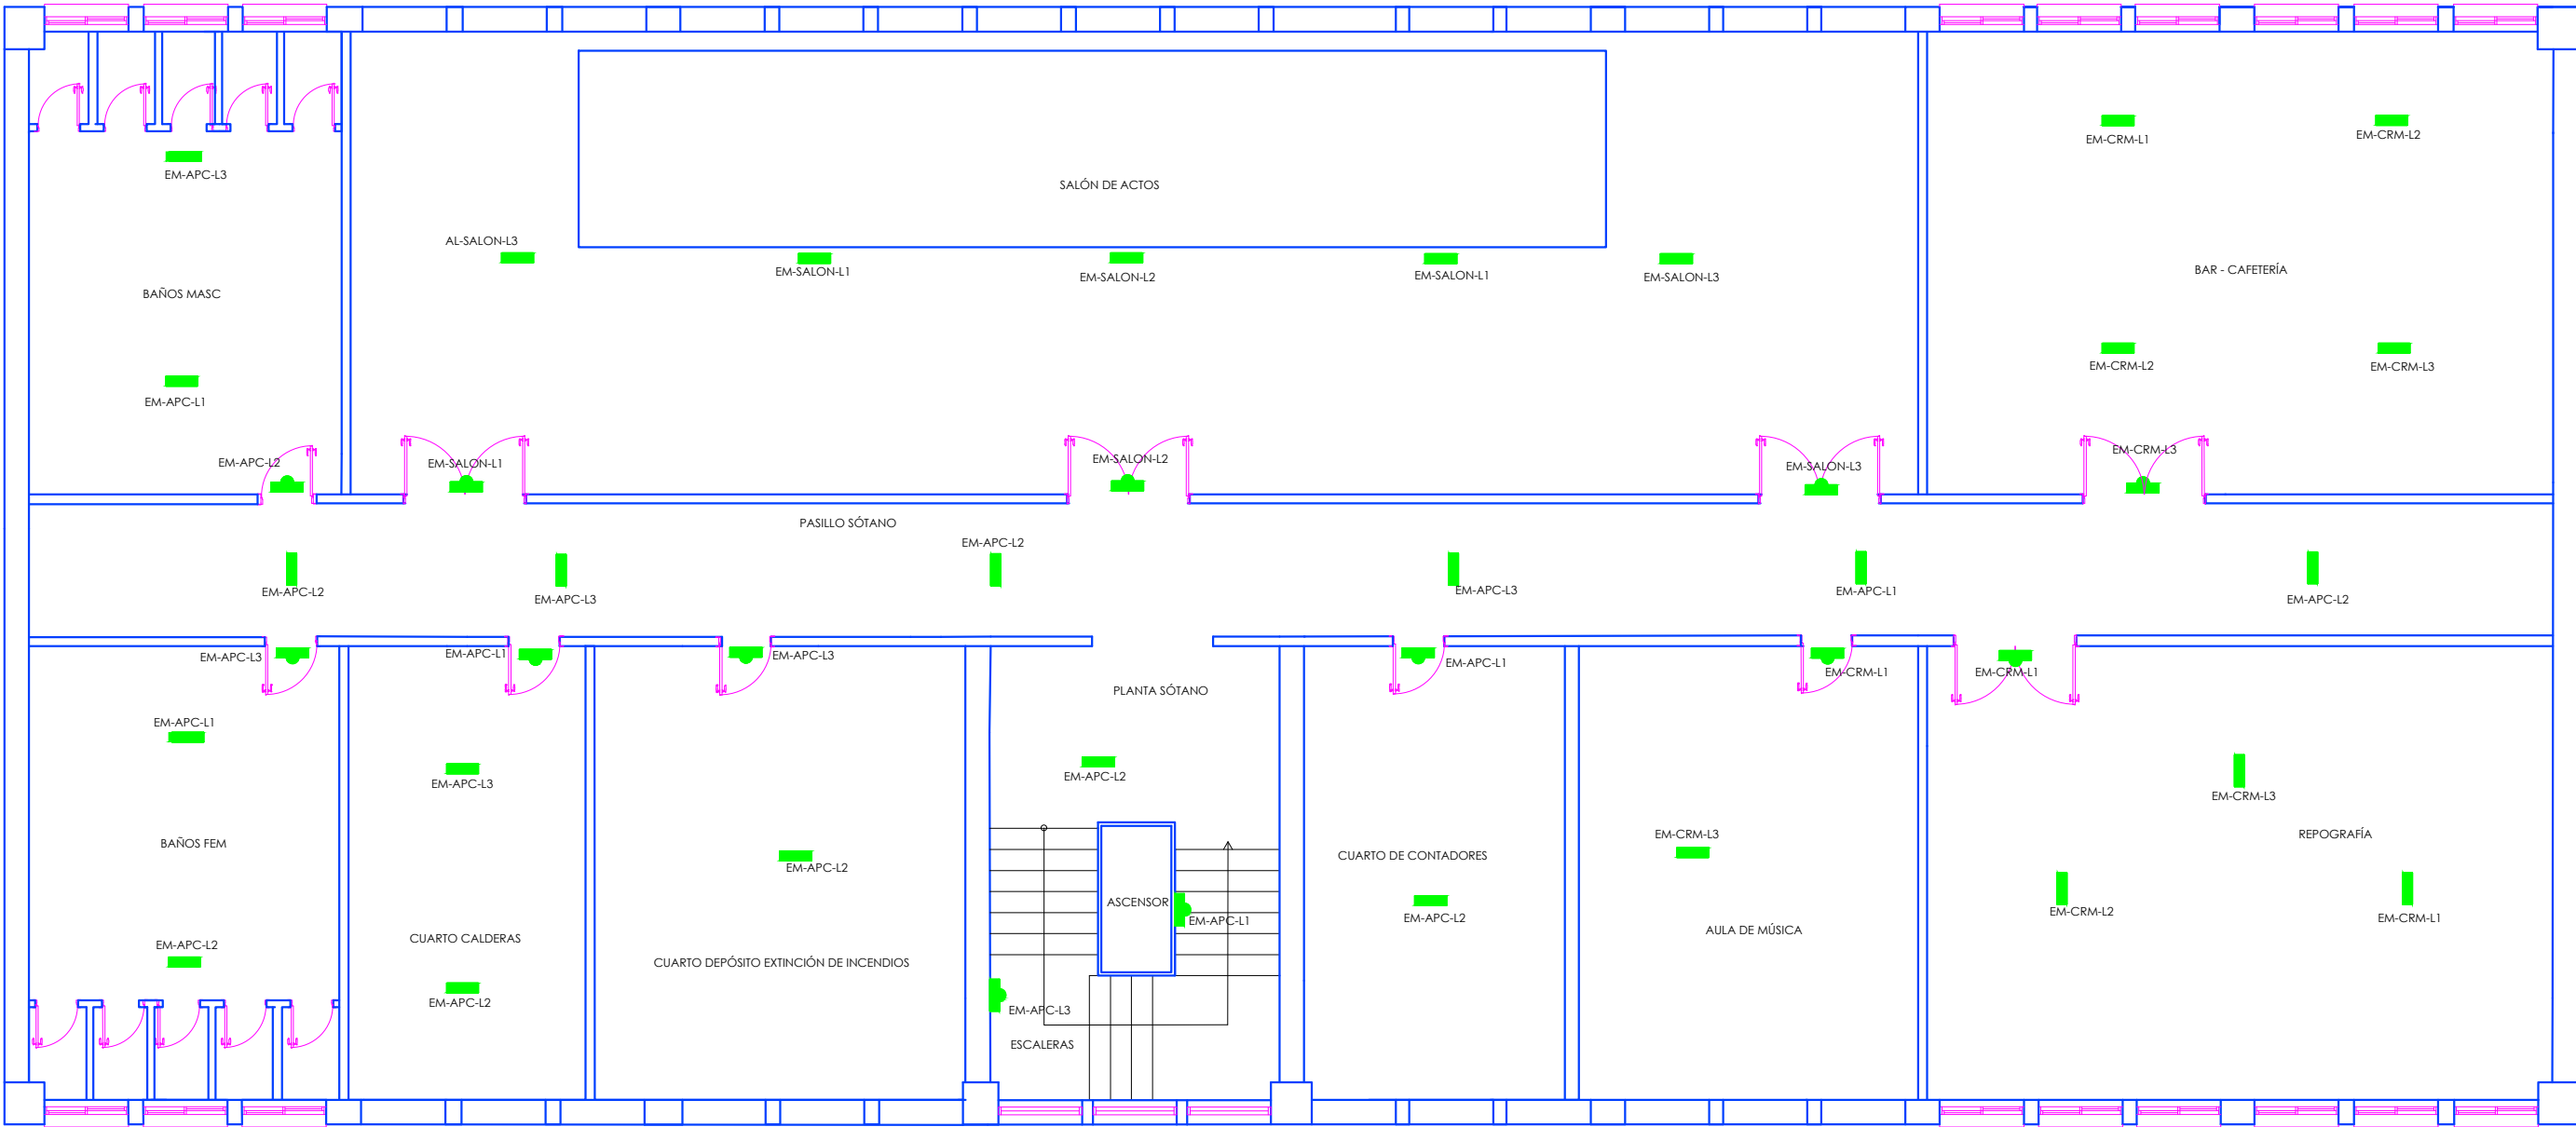 EM-CRM-L1
EM-CRM-L2
EM-APC-L3
SALÓN DE ACTOS
AL-SALON-L3
EM-SALON-L1
EM-SALON-L2
EM-SALON-L1
EM-SALON-L3
BAR - CAFETERÍA
BAÑOS MASC
EM-CRM-L2
EM-CRM-L3
EM-APC-L1
EM-APC-L2
EM-SALON-L1
EM-SALON-L2
EM-SALON-L3
EM-CRM-L3
PASILLO SÓTANO
EM-APC-L2
EM-APC-L2
EM-APC-L3
EM-APC-L3
EM-APC-L1
EM-APC-L2
EM-APC-L3
EM-APC-L1
EM-APC-L3
EM-APC-L1
EM-CRM-L1
EM-CRM-L1
PLANTA SÓTANO
EM-APC-L1
EM-APC-L3
EM-APC-L2
EM-CRM-L3
BAÑOS FEM
EM-APC-L2
CUARTO DE CONTADORES
EM-CRM-L3
REPOGRAFÍA
ASCENSOR
EM-APC-L1
EM-APC-L2
EM-CRM-L2
EM-CRM-L1
EM-APC-L2
CUARTO CALDERAS
CUARTO DEPÓSITO EXTINCIÓN DE INCENDIOS
AULA DE MÚSICA
EM-APC-L2
EM-APC-L3
ESCALERAS